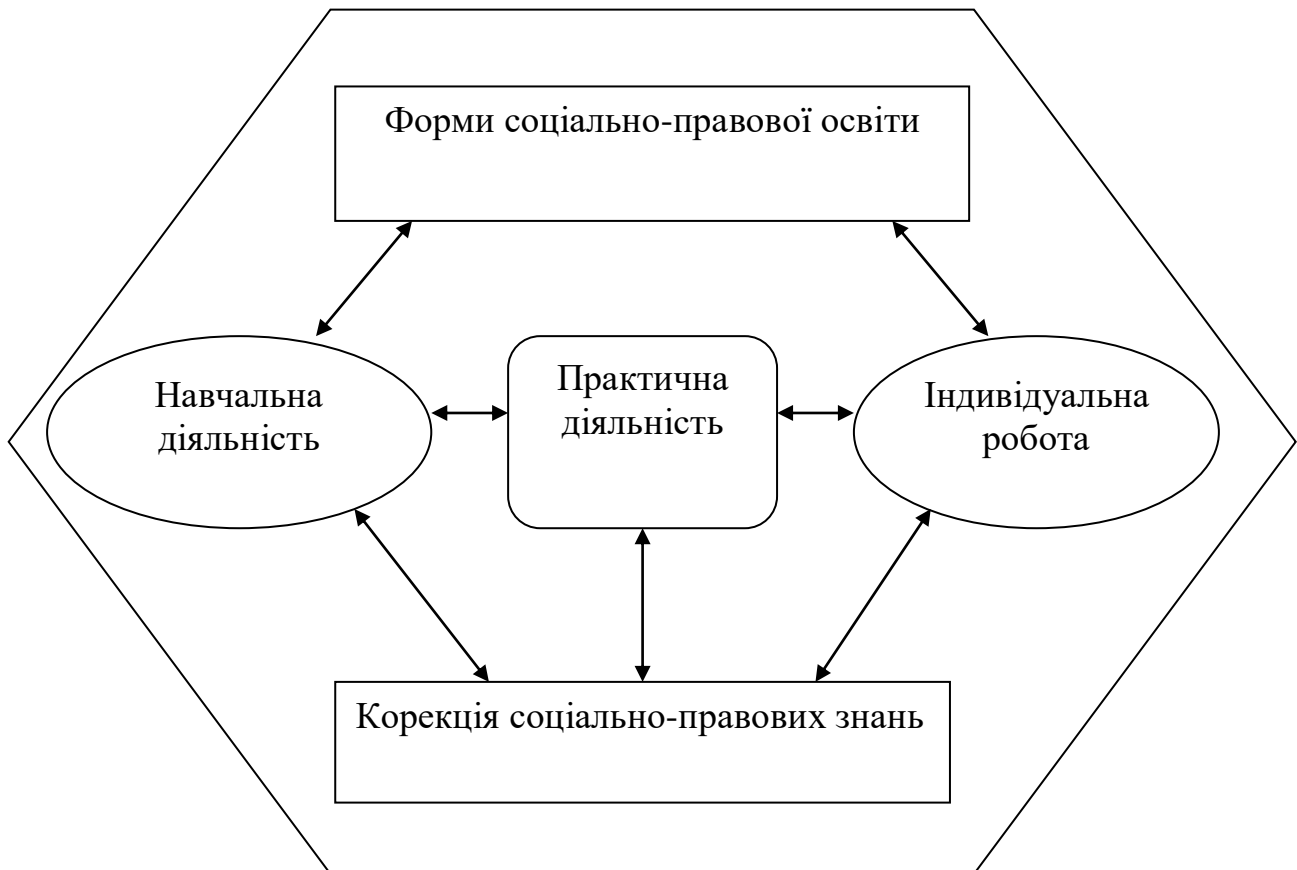 Форми соціально-правової освіти
Навчальна
діяльність
Практична
діяльність
Індивідуальна
робота
Корекція соціально-правових знань